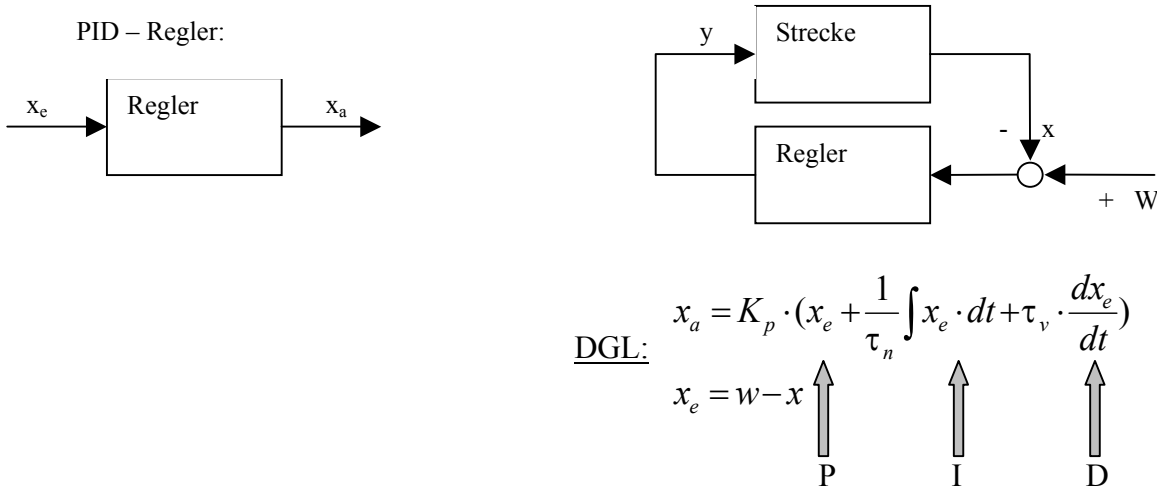 PID – Regler:
x_e
Regler
x_a
y
Strecke
Regler
- x
+ W
DGL:
x_a = K_p · (x_e + 1/τ_n ∫ x_e · dt + τ_v · dx_e/dt)
x_e = w − x
P I D